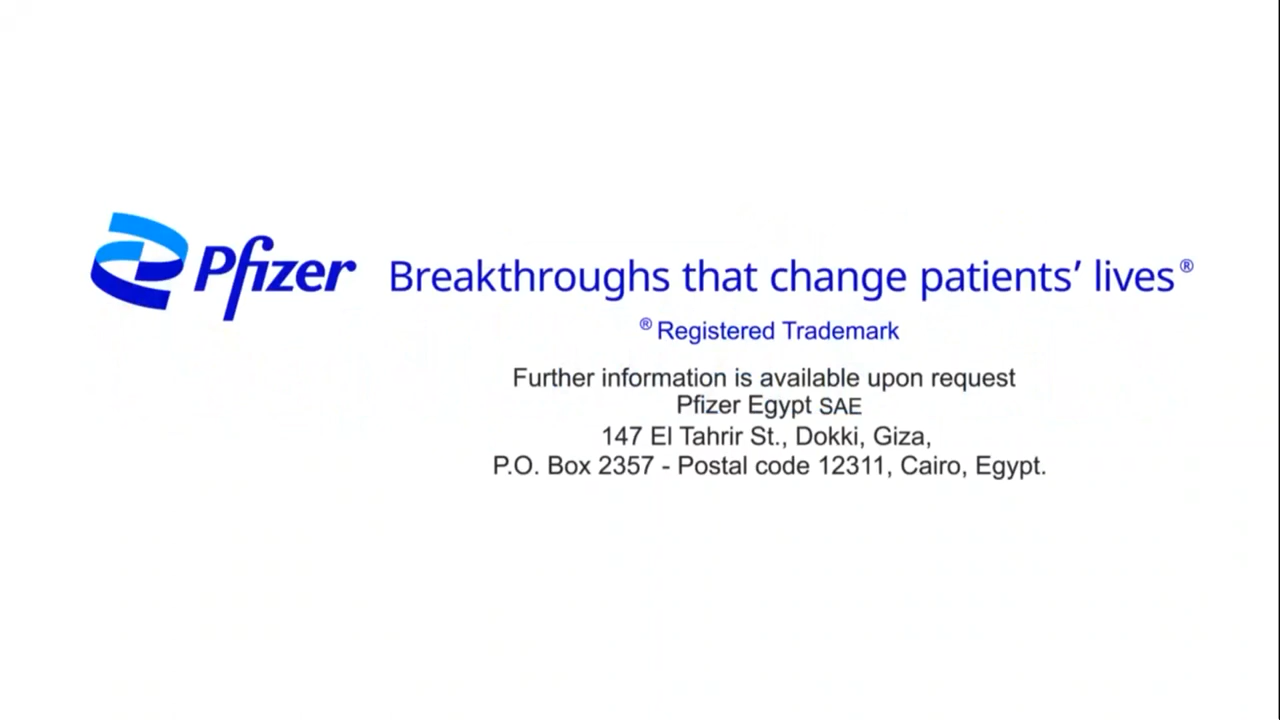 Pfizer Breakthroughs that change patients’ lives®
® Registered Trademark
Further information is available upon request
Pfizer Egypt SAE
147 El Tahrir St., Dokki, Giza,
P.O. Box 2357 - Postal code 12311, Cairo, Egypt.